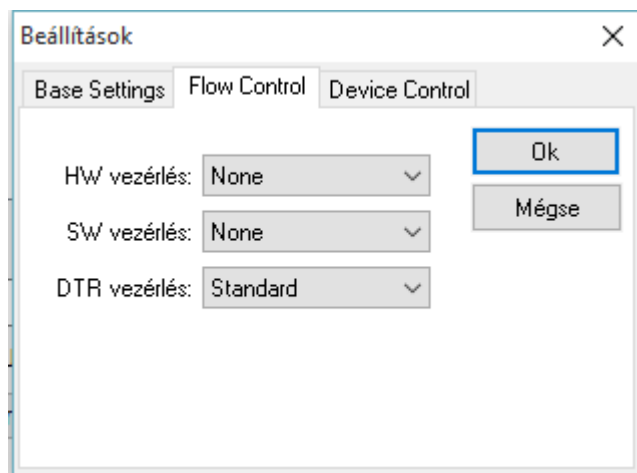 Beállítások
Base Settings Flow Control Device Control
HW vezérlés: None
Ok
SW vezérlés: None
Mégse
DTR vezérlés: Standard